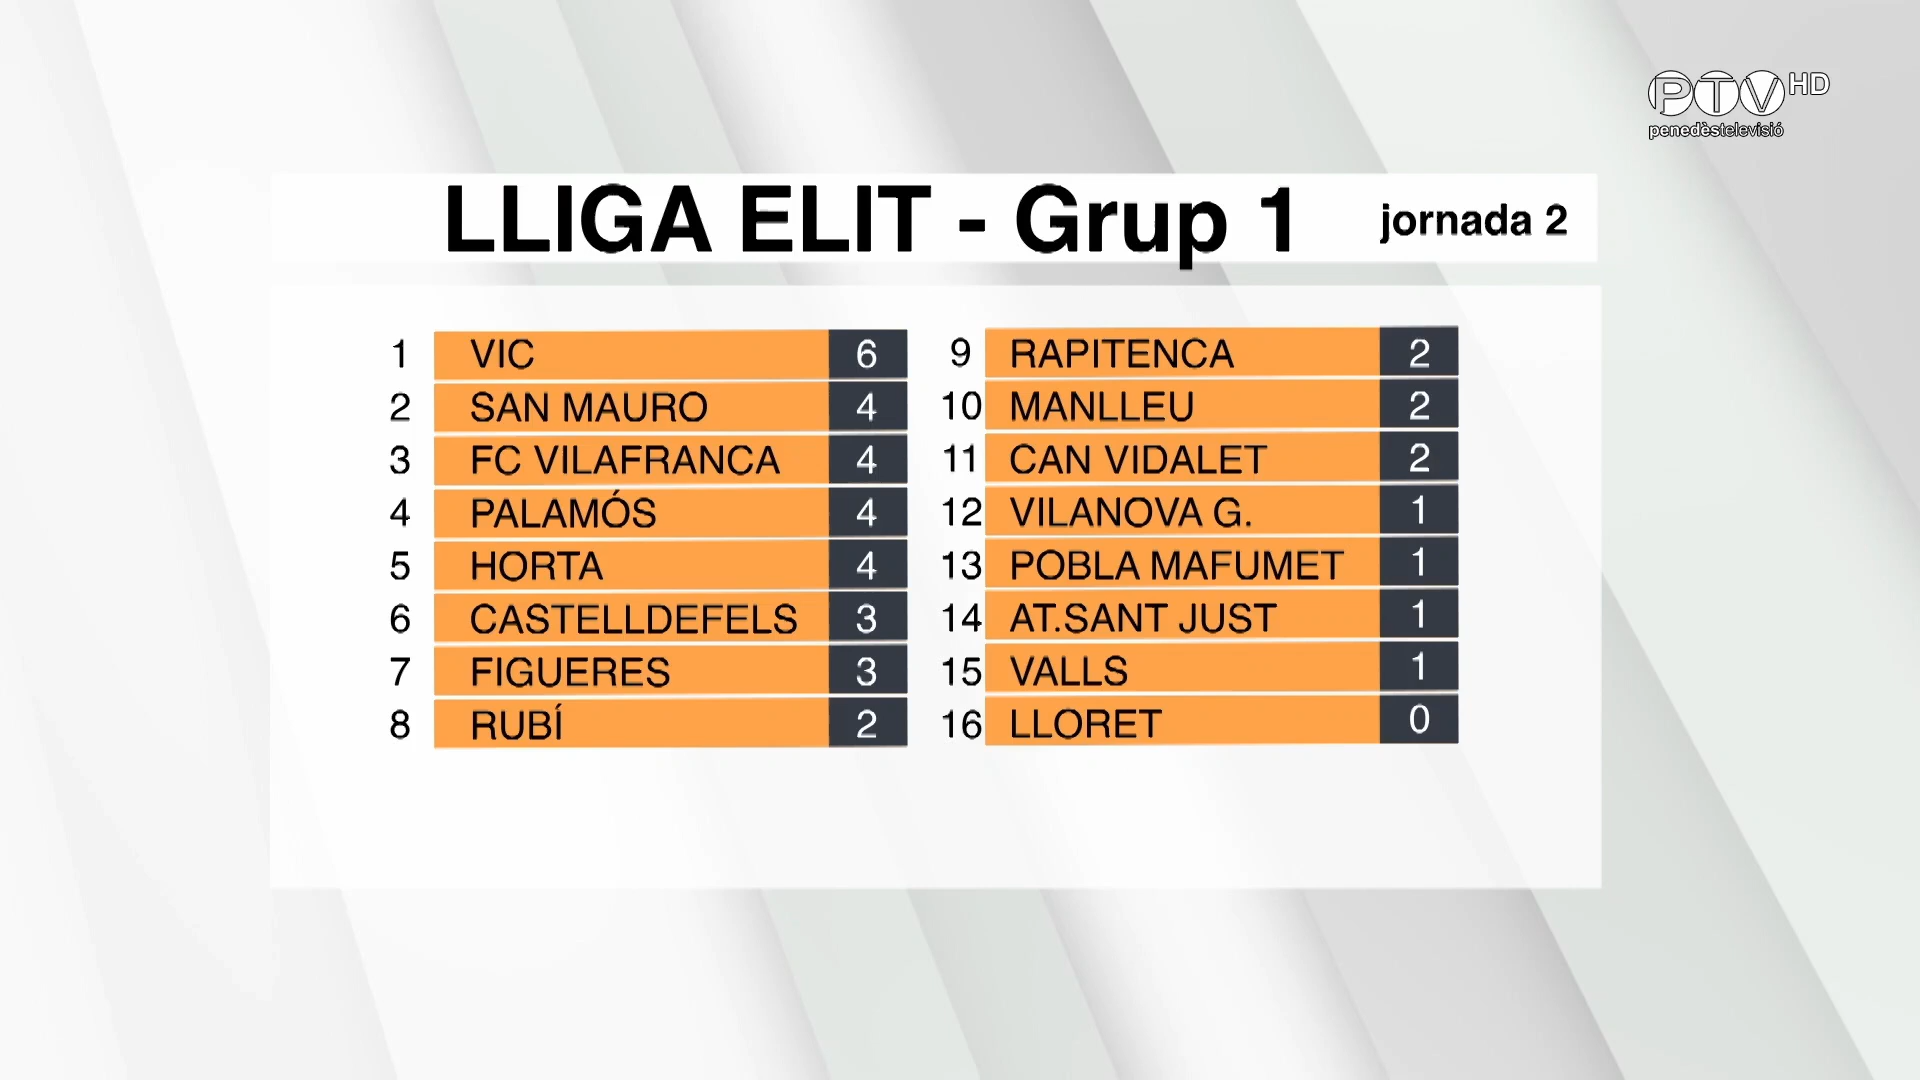 PTV HD
penedèstelevisió
LLIGA ELIT - Grup 1 jornada 2
1 VIC 6
2 SAN MAURO 4
3 FC VILAFRANCA 4
4 PALAMÓS 4
5 HORTA 4
6 CASTELLDEFELS 3
7 FIGUERES 3
8 RUBÍ 2
9 RAPITENCA 2
10 MANLLEU 2
11 CAN VIDALET 2
12 VILANOVA G. 1
13 POBLA MAFUMET 1
14 AT.SANT JUST 1
15 VALLS 1
16 LLORET 0